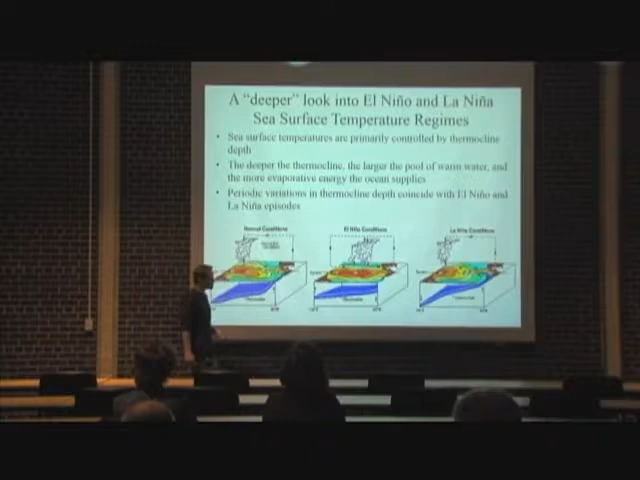 A “deeper” look into El Niño and La Niña
Sea Surface Temperature Regimes
• Sea surface temperatures are primarily controlled by thermocline
depth
• The deeper the thermocline, the larger the pool of warm water, and
the more evaporative energy the ocean supplies
• Periodic variations in thermocline depth coincide with El Niño and
La Niña episodes
Normal Conditions
El Niño Conditions
La Niña Conditions